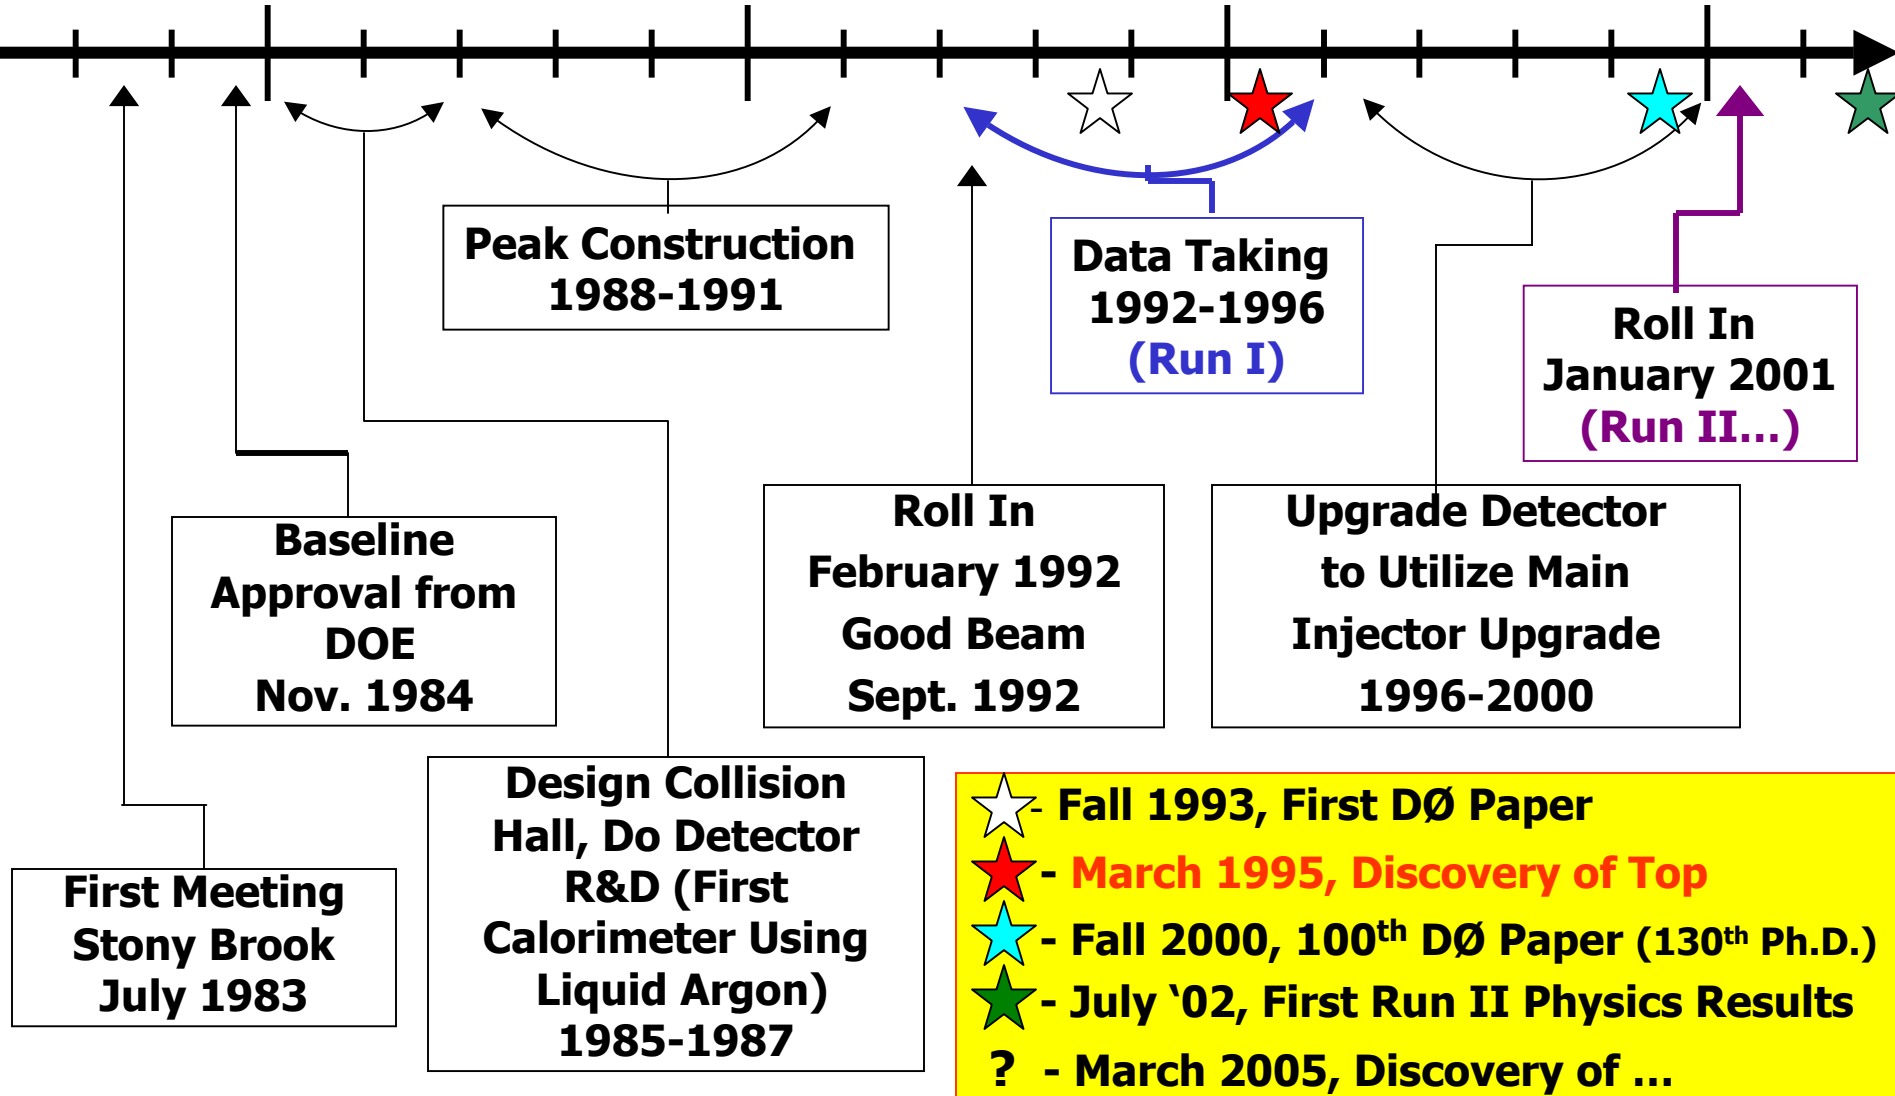 Peak Construction
1988-1991
Data Taking
1992-1996
(Run I)
Roll In
January 2001
(Run II…)
Baseline
Approval from
DOE
Nov. 1984
Roll In
February 1992
Good Beam
Sept. 1992
Upgrade Detector
to Utilize Main
Injector Upgrade
1996-2000
First Meeting
Stony Brook
July 1983
Design Collision
Hall, Do Detector
R&D (First
Calorimeter Using
Liquid Argon)
1985-1987
- Fall 1993, First DØ Paper
- March 1995, Discovery of Top
- Fall 2000, 100th DØ Paper (130th Ph.D.)
- July ‘02, First Run II Physics Results
? - March 2005, Discovery of …